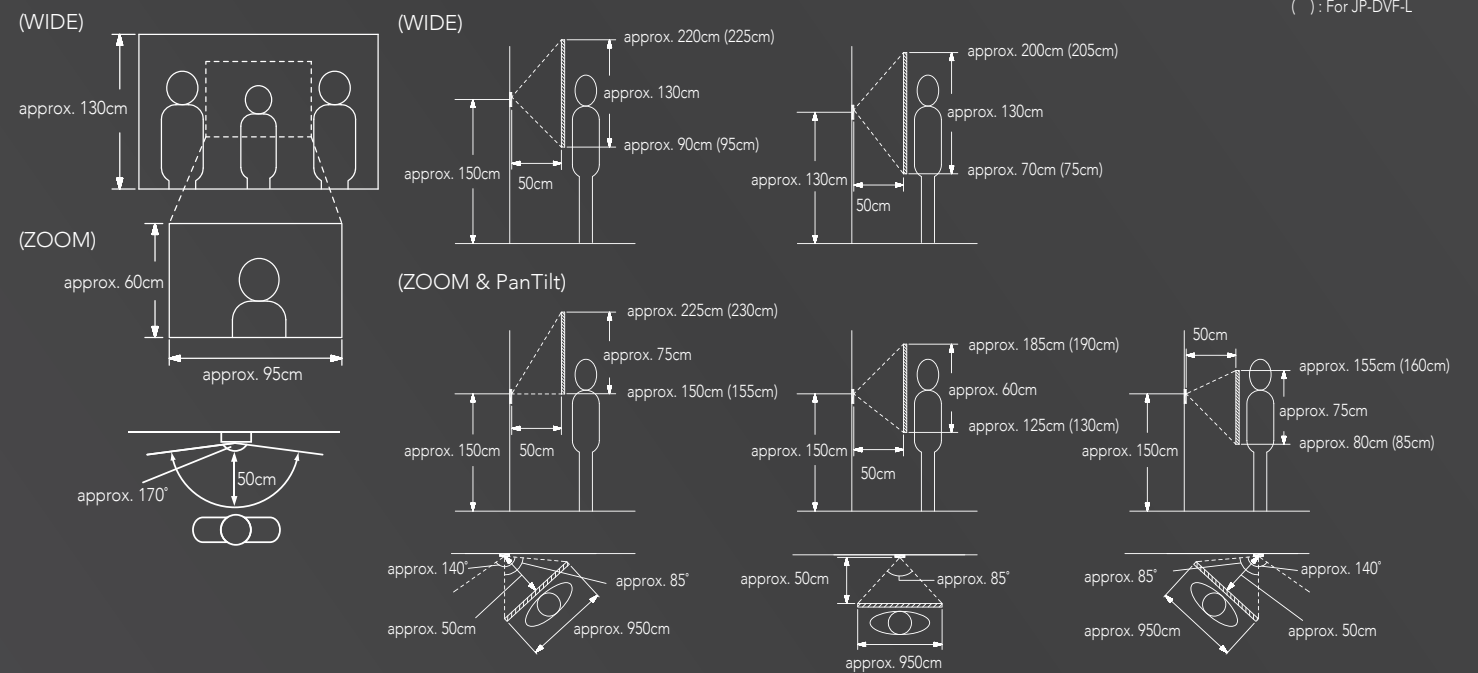 ( ) : For JP-DVF-L
(WIDE)
approx. 130cm
(ZOOM)
approx. 60cm
approx. 95cm
approx. 170°
50cm
(WIDE)
approx. 220cm (225cm)
approx. 130cm
approx. 90cm (95cm)
approx. 150cm
50cm
approx. 200cm (205cm)
approx. 130cm
approx. 70cm (75cm)
approx. 130cm
50cm
(ZOOM & PanTilt)
approx. 225cm (230cm)
approx. 75cm
approx. 150cm (155cm)
approx. 150cm
50cm
approx. 185cm (190cm)
approx. 60cm
approx. 125cm (130cm)
approx. 150cm
50cm
50cm
approx. 155cm (160cm)
approx. 75cm
approx. 80cm (85cm)
approx. 150cm
approx. 140°
approx. 85°
approx. 50cm
approx. 950cm
approx. 50cm
approx. 85°
approx. 950cm
approx. 85°
approx. 140°
approx. 950cm
approx. 50cm